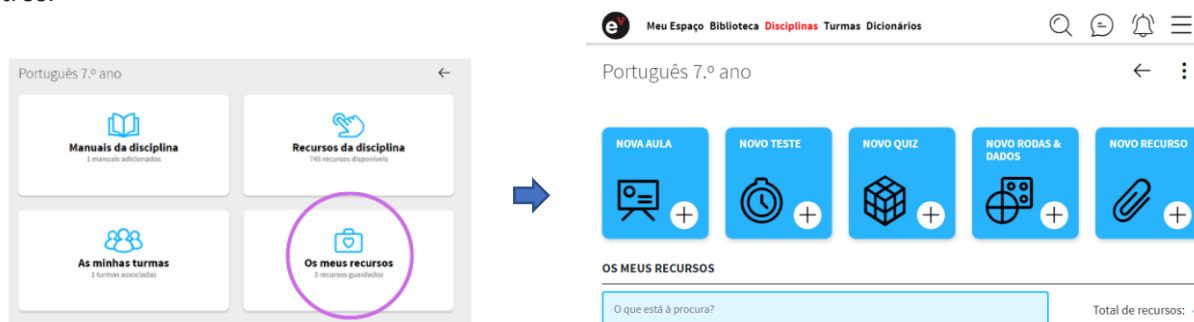 Meu Espaço Biblioteca Disciplinas Turmas Dicionários
Português 7.º ano
Manuais da disciplina
1 manuais adicionados
Recursos da disciplina
746 recursos disponíveis
As minhas turmas
1 turmas associadas
Os meus recursos
3 recursos guardados
Português 7.º ano
NOVA AULA
NOVO TESTE
NOVO QUIZ
NOVO RODAS &
DADOS
NOVO RECURSO
OS MEUS RECURSOS
O que está à procura?
Total de recursos: